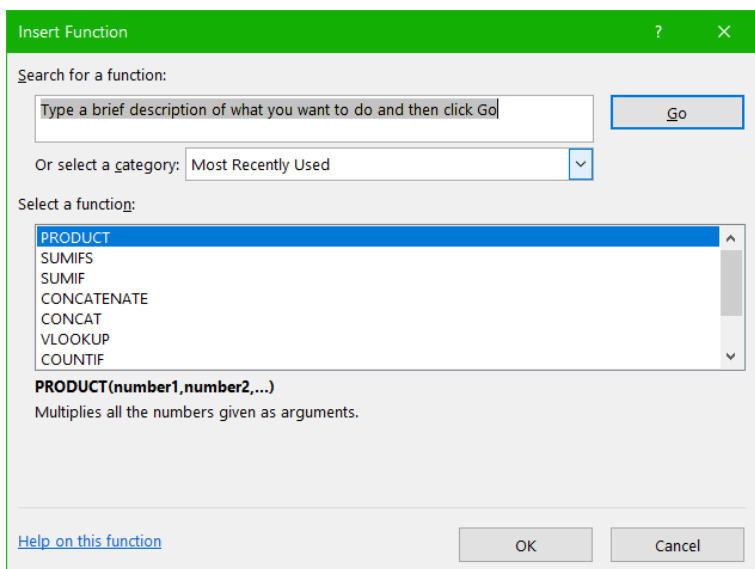 Insert Function ? ×
Search for a function:
Type a brief description of what you want to do and then click Go
Go
Or select a category: Most Recently Used
Select a function:
PRODUCT
SUMIFS
SUMIF
CONCATENATE
CONCAT
VLOOKUP
COUNTIF
PRODUCT(number1,number2,...)
Multiplies all the numbers given as arguments.
Help on this function
OK
Cancel